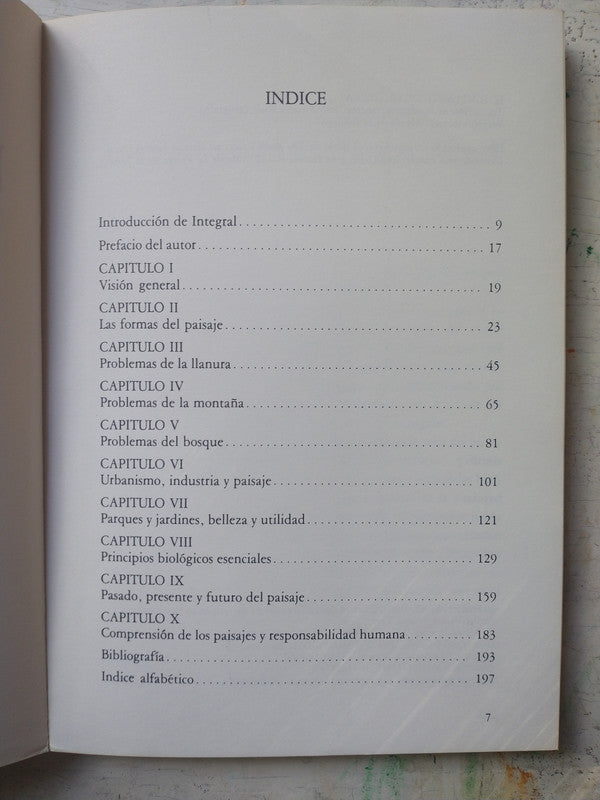 INDICE
Introducción de Integral. . . . . . . . . . . . . . . . . . . . . . . . . . . . . . . . . . . . 9
Prefacio del autor. . . . . . . . . . . . . . . . . . . . . . . . . . . . . . . . . . . . . . . . 17
CAPITULO I
Visión general. . . . . . . . . . . . . . . . . . . . . . . . . . . . . . . . . . . . . . . . . . . 19
CAPITULO II
Las formas del paisaje. . . . . . . . . . . . . . . . . . . . . . . . . . . . . . . . . . . . . 23
CAPITULO III
Problemas de la llanura. . . . . . . . . . . . . . . . . . . . . . . . . . . . . . . . . . . . 45
CAPITULO IV
Problemas de la montaña. . . . . . . . . . . . . . . . . . . . . . . . . . . . . . . . . . 65
CAPITULO V
Problemas del bosque. . . . . . . . . . . . . . . . . . . . . . . . . . . . . . . . . . . . . 81
CAPITULO VI
Urbanismo, industria y paisaje. . . . . . . . . . . . . . . . . . . . . . . . . . . . . 101
CAPITULO VII
Parques y jardines, belleza y utilidad. . . . . . . . . . . . . . . . . . . . . . . . 121
CAPITULO VIII
Principios biológicos esenciales. . . . . . . . . . . . . . . . . . . . . . . . . . . . . 129
CAPITULO IX
Pasado, presente y futuro del paisaje. . . . . . . . . . . . . . . . . . . . . . . . 159
CAPITULO X
Comprensión de los paisajes y responsabilidad humana. . . . . . . . . . 183
Bibliografía. . . . . . . . . . . . . . . . . . . . . . . . . . . . . . . . . . . . . . . . . . . 193
Indice alfabético. . . . . . . . . . . . . . . . . . . . . . . . . . . . . . . . . . . . . . . 197
7